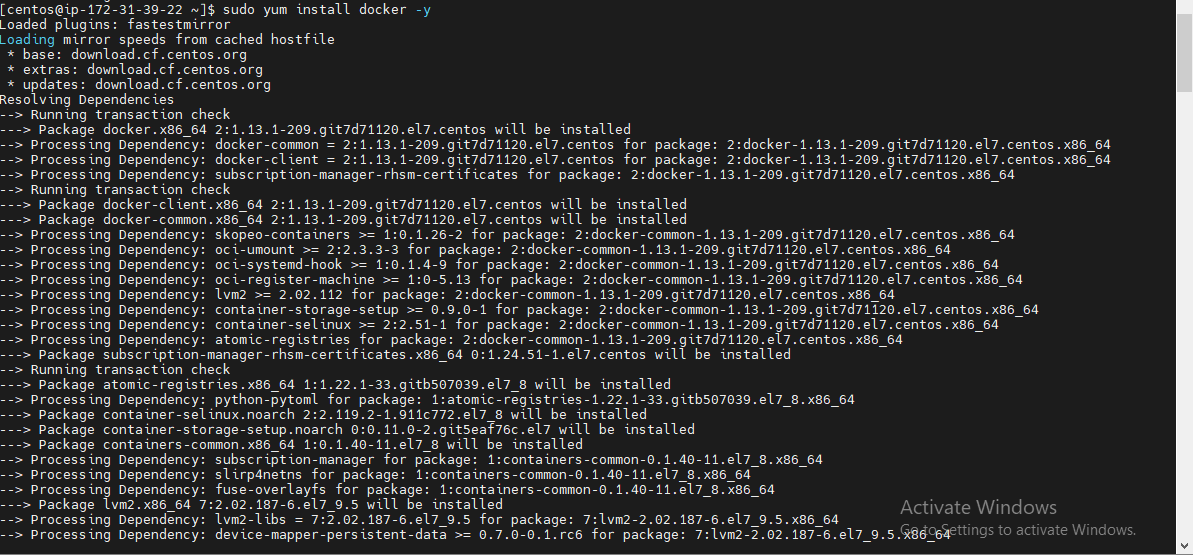 [centos@ip-172-31-39-22 ~]$ sudo yum install docker -y
Loaded plugins: fastestmirror
Loading mirror speeds from cached hostfile
 * base: download.cf.centos.org
 * extras: download.cf.centos.org
 * updates: download.cf.centos.org
Resolving Dependencies
--> Running transaction check
---> Package docker.x86_64 2:1.13.1-209.git7d71120.el7.centos will be installed
--> Processing Dependency: docker-common = 2:1.13.1-209.git7d71120.el7.centos for package: 2:docker-1.13.1-209.git7d71120.el7.centos.x86_64
--> Processing Dependency: docker-client = 2:1.13.1-209.git7d71120.el7.centos for package: 2:docker-1.13.1-209.git7d71120.el7.centos.x86_64
--> Processing Dependency: subscription-manager-rhsm-certificates for package: 2:docker-1.13.1-209.git7d71120.el7.centos.x86_64
--> Running transaction check
---> Package docker-client.x86_64 2:1.13.1-209.git7d71120.el7.centos will be installed
---> Package docker-common.x86_64 2:1.13.1-209.git7d71120.el7.centos will be installed
--> Processing Dependency: skopeo-containers >= 1:0.1.26-2 for package: 2:docker-common-1.13.1-209.git7d71120.el7.centos.x86_64
--> Processing Dependency: oci-umount >= 2:2.3.3-3 for package: 2:docker-common-1.13.1-209.git7d71120.el7.centos.x86_64
--> Processing Dependency: oci-systemd-hook >= 1:0.1.4-9 for package: 2:docker-common-1.13.1-209.git7d71120.el7.centos.x86_64
--> Processing Dependency: oci-register-machine >= 1:0-5.13 for package: 2:docker-common-1.13.1-209.git7d71120.el7.centos.x86_64
--> Processing Dependency: lvm2 >= 2.02.112 for package: 2:docker-common-1.13.1-209.git7d71120.el7.centos.x86_64
--> Processing Dependency: container-storage-setup >= 0.9.0-1 for package: 2:docker-common-1.13.1-209.git7d71120.el7.centos.x86_64
--> Processing Dependency: container-selinux >= 2:2.51-1 for package: 2:docker-common-1.13.1-209.git7d71120.el7.centos.x86_64
--> Processing Dependency: atomic-registries for package: 2:docker-common-1.13.1-209.git7d71120.el7.centos.x86_64
---> Package subscription-manager-rhsm-certificates.x86_64 0:1.24.51-1.el7.centos will be installed
--> Running transaction check
---> Package atomic-registries.x86_64 1:1.22.1-33.gitb507039.el7_8 will be installed
--> Processing Dependency: python-pytoml for package: 1:atomic-registries-1.22.1-33.gitb507039.el7_8.x86_64
---> Package container-selinux.noarch 2:2.119.2-1.911c772.el7_8 will be installed
---> Package container-storage-setup.noarch 0:0.11.0-2.git5eaf76c.el7 will be installed
---> Package containers-common.x86_64 1:0.1.40-11.el7_8 will be installed
--> Processing Dependency: subscription-manager for package: 1:containers-common-0.1.40-11.el7_8.x86_64
--> Processing Dependency: slirp4netns for package: 1:containers-common-0.1.40-11.el7_8.x86_64
--> Processing Dependency: fuse-overlayfs for package: 1:containers-common-0.1.40-11.el7_8.x86_64
---> Package lvm2.x86_64 7:2.02.187-6.el7_9.5 will be installed
--> Processing Dependency: lvm2-libs = 7:2.02.187-6.el7_9.5 for package: 7:lvm2-2.02.187-6.el7_9.5.x86_64
--> Processing Dependency: device-mapper-persistent-data >= 0.7.0-0.1.rc6 for package: 7:lvm2-2.02.187-6.el7_9.5.x86_64
Activate Windows
Go to Settings to activate Windows.